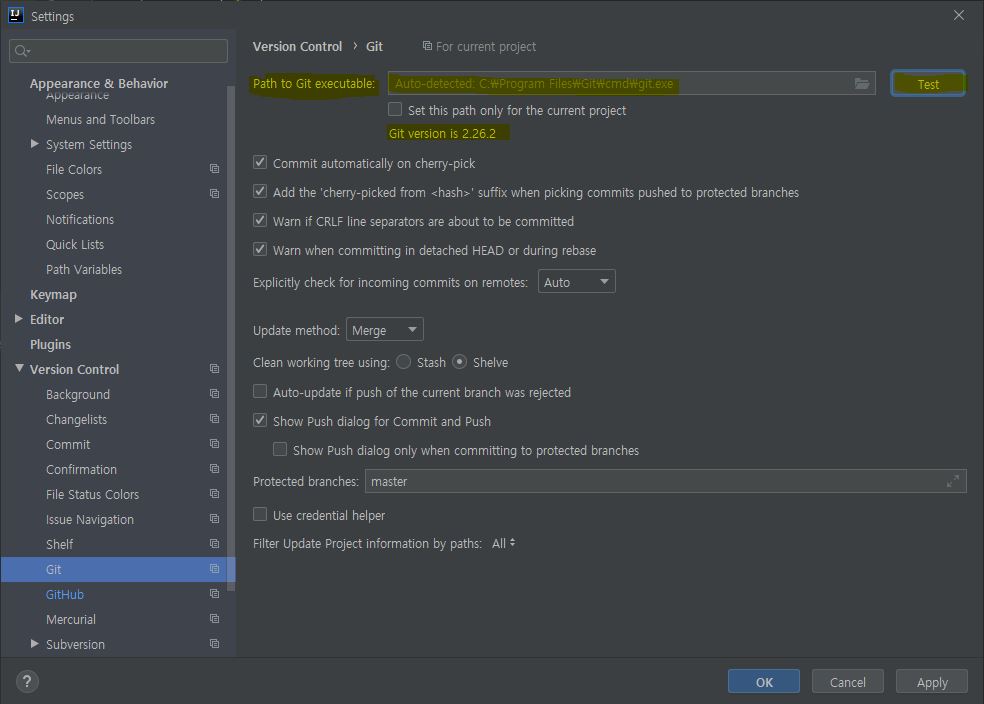 Settings
Appearance & Behavior
Appearance
Menus and Toolbars
System Settings
File Colors
Scopes
Notifications
Quick Lists
Path Variables
Keymap
Editor
Plugins
Version Control
Background
Changelists
Commit
Confirmation
File Status Colors
Issue Navigation
Shelf
Git
GitHub
Mercurial
Subversion
Version Control › Git For current project
Path to Git executable: Auto-detected: C:₩Program Files₩Git₩cmd₩git.exe Test
Set this path only for the current project
Git version is 2.26.2
Commit automatically on cherry-pick
Add the 'cherry-picked from <hash>' suffix when picking commits pushed to protected branches
Warn if CRLF line separators are about to be committed
Warn when committing in detached HEAD or during rebase
Explicitly check for incoming commits on remotes: Auto
Update method: Merge
Clean working tree using: Stash Shelve
Auto-update if push of the current branch was rejected
Show Push dialog for Commit and Push
Show Push dialog only when committing to protected branches
Protected branches: master
Use credential helper
Filter Update Project information by paths: All
? OK Cancel Apply